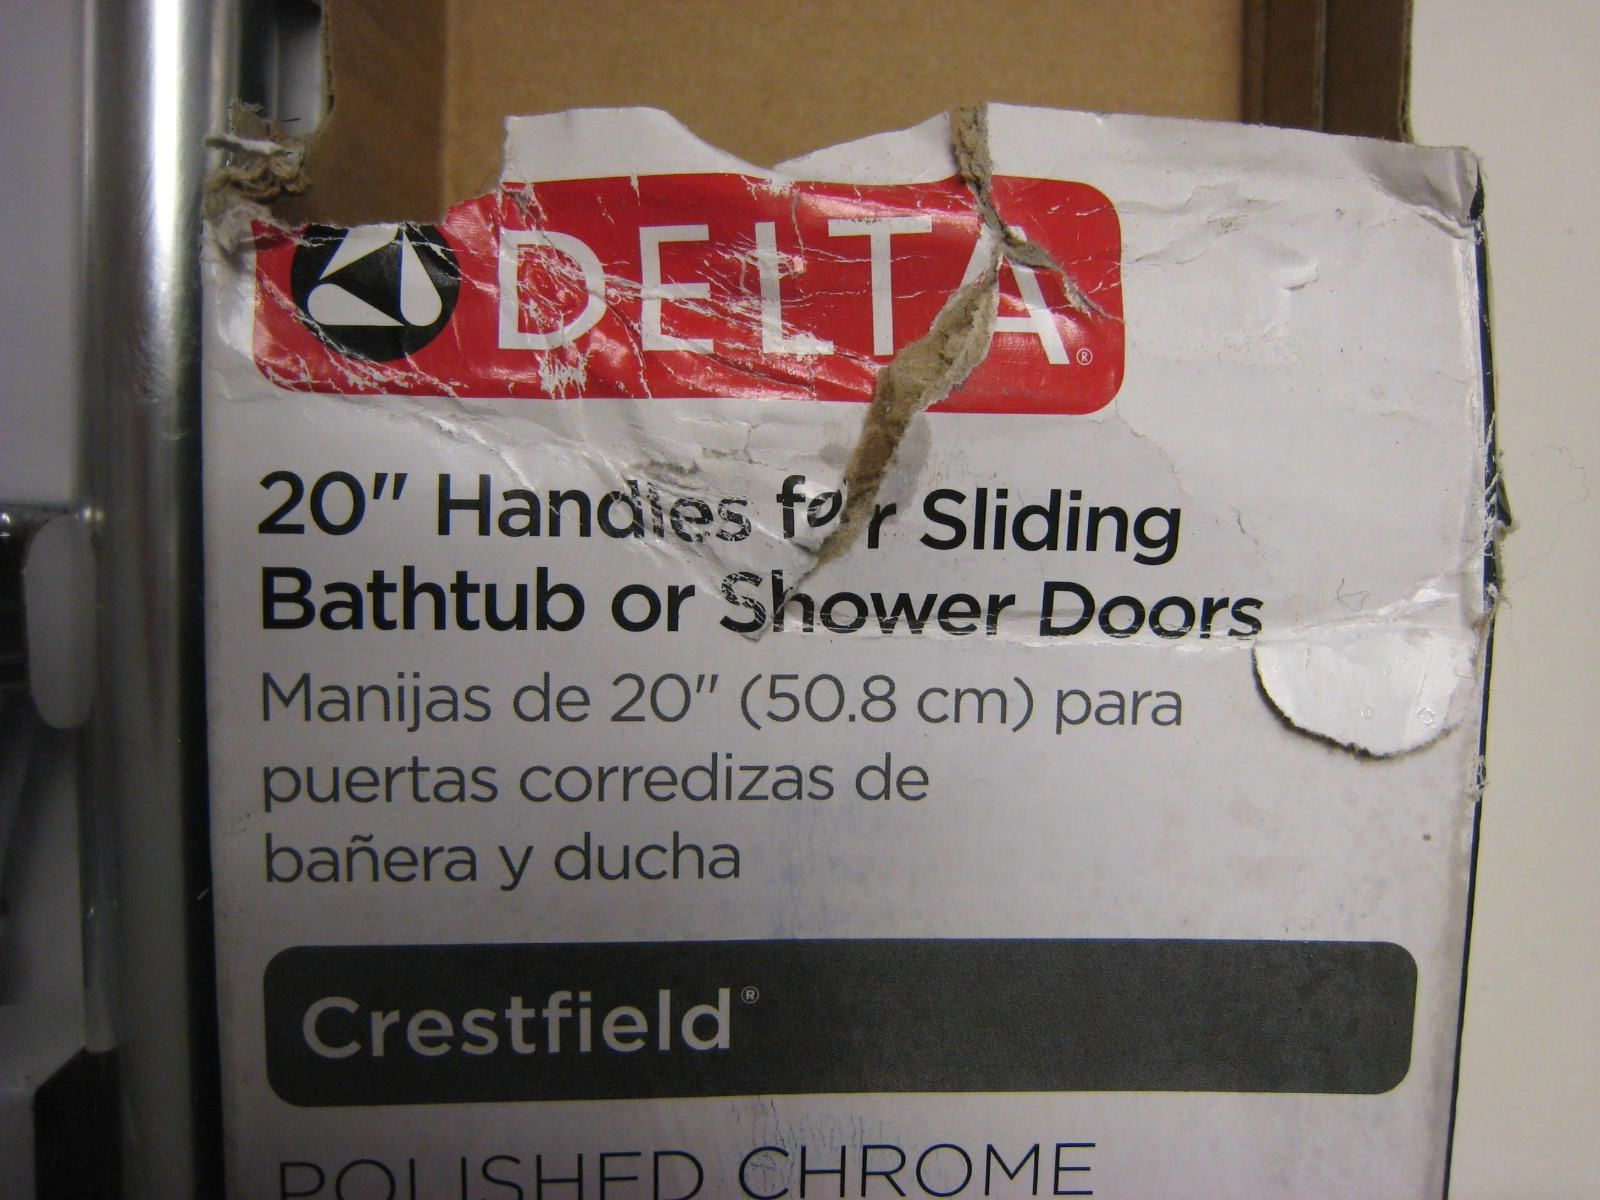 DELTA®
20" Handles for Sliding
Bathtub or Shower Doors
Manijas de 20" (50.8 cm) para
puertas corredizas de
bañera y ducha
Crestfield®
POLISHED CHROME